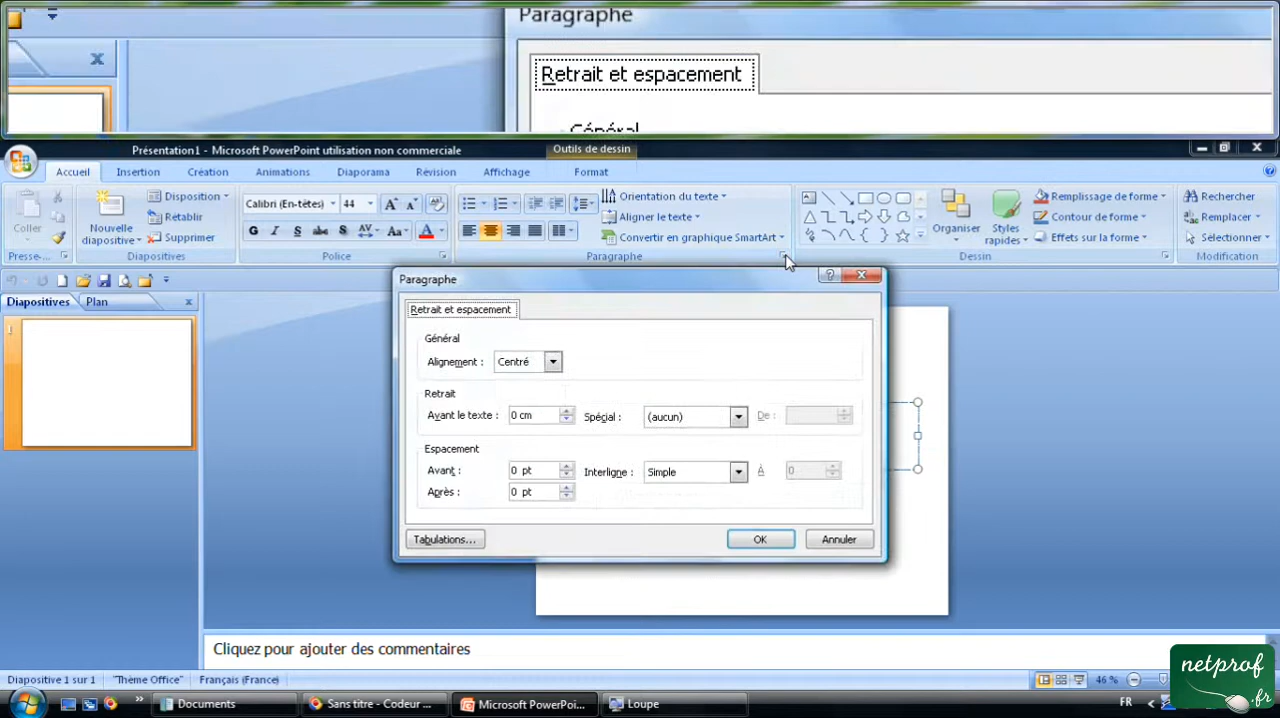 Paragraphe
Retrait et espacement
Général
Présentation1 - Microsoft PowerPoint utilisation non commerciale
Outils de dessin
Accueil Insertion Création Animations Diaporama Révision Affichage Format
Coller
Nouvelle diapositive
Disposition
Rétablir
Supprimer
Calibri (En-têtes) 44
G I S abc S AV Aa A
Orientation du texte
Aligner le texte
Convertir en graphique SmartArt
Organiser
Styles rapides
Remplissage de forme
Contour de forme
Effets sur la forme
Rechercher
Remplacer
Sélectionner
Presse-... Diapositives Police Paragraphe Dessin Modification
Diapositives Plan
1
Paragraphe
Retrait et espacement
Général
Alignement : Centré
Retrait
Avant le texte : 0 cm Spécial : (aucun) De :
Espacement
Avant : 0 pt Interligne : Simple À 0
Après : 0 pt
Tabulations... OK Annuler
Cliquez pour ajouter des commentaires
Diapositive 1 sur 1 "Thème Office" Français (France) 46 %
Documents Sans titre - Codeur ... Microsoft PowerPoi... Loupe FR
netprof
.fr